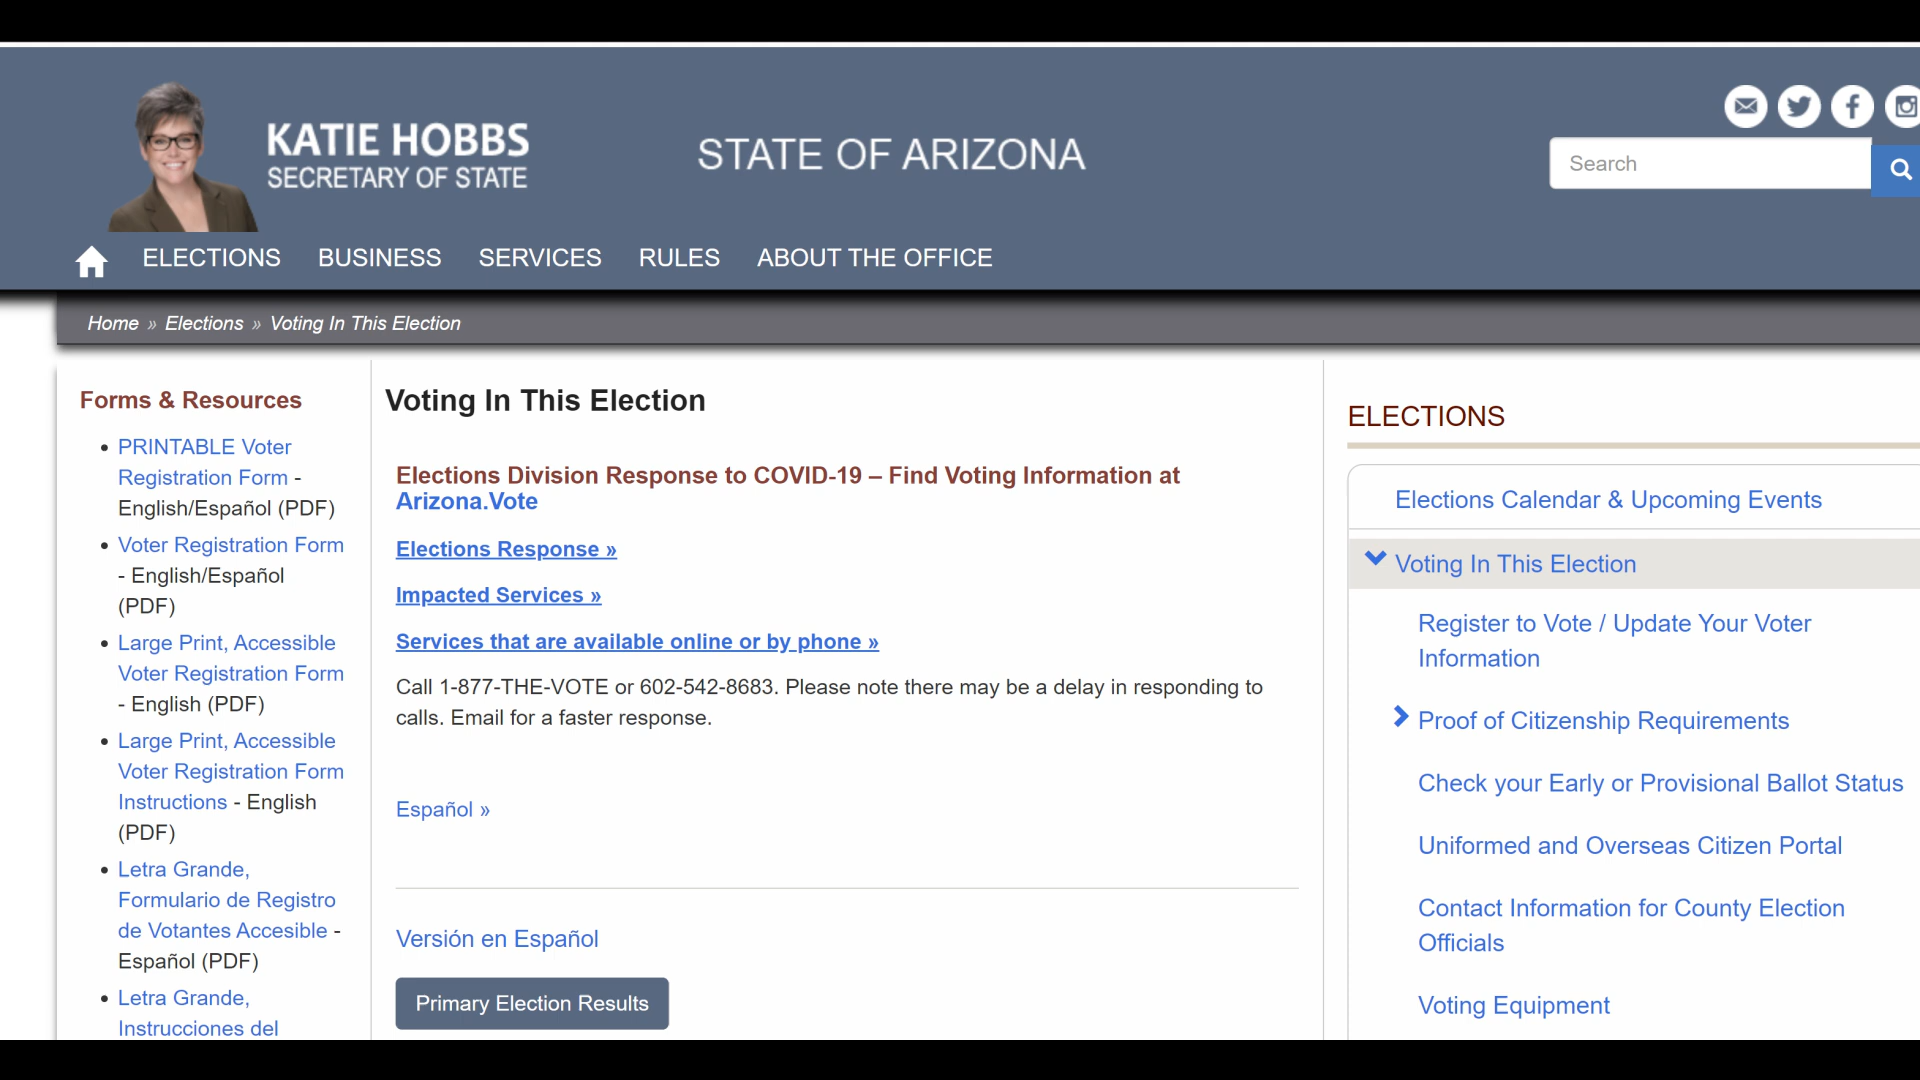 KATIE HOBBS
SECRETARY OF STATE
STATE OF ARIZONA
Search
ELECTIONS BUSINESS SERVICES RULES ABOUT THE OFFICE
Home » Elections » Voting In This Election
Forms & Resources
• PRINTABLE Voter
Registration Form -
English/Español (PDF)
• Voter Registration Form
- English/Español
(PDF)
• Large Print, Accessible
Voter Registration Form
- English (PDF)
• Large Print, Accessible
Voter Registration Form
Instructions - English
(PDF)
• Letra Grande,
Formulario de Registro
de Votantes Accesible -
Español (PDF)
• Letra Grande,
Instrucciones del
Voting In This Election
Elections Division Response to COVID-19 – Find Voting Information at
Arizona.Vote
Elections Response »
Impacted Services »
Services that are available online or by phone »
Call 1-877-THE-VOTE or 602-542-8683. Please note there may be a delay in responding to
calls. Email for a faster response.
Español »
Versión en Español
Primary Election Results
ELECTIONS
Elections Calendar & Upcoming Events
Voting In This Election
Register to Vote / Update Your Voter
Information
Proof of Citizenship Requirements
Check your Early or Provisional Ballot Status
Uniformed and Overseas Citizen Portal
Contact Information for County Election
Officials
Voting Equipment